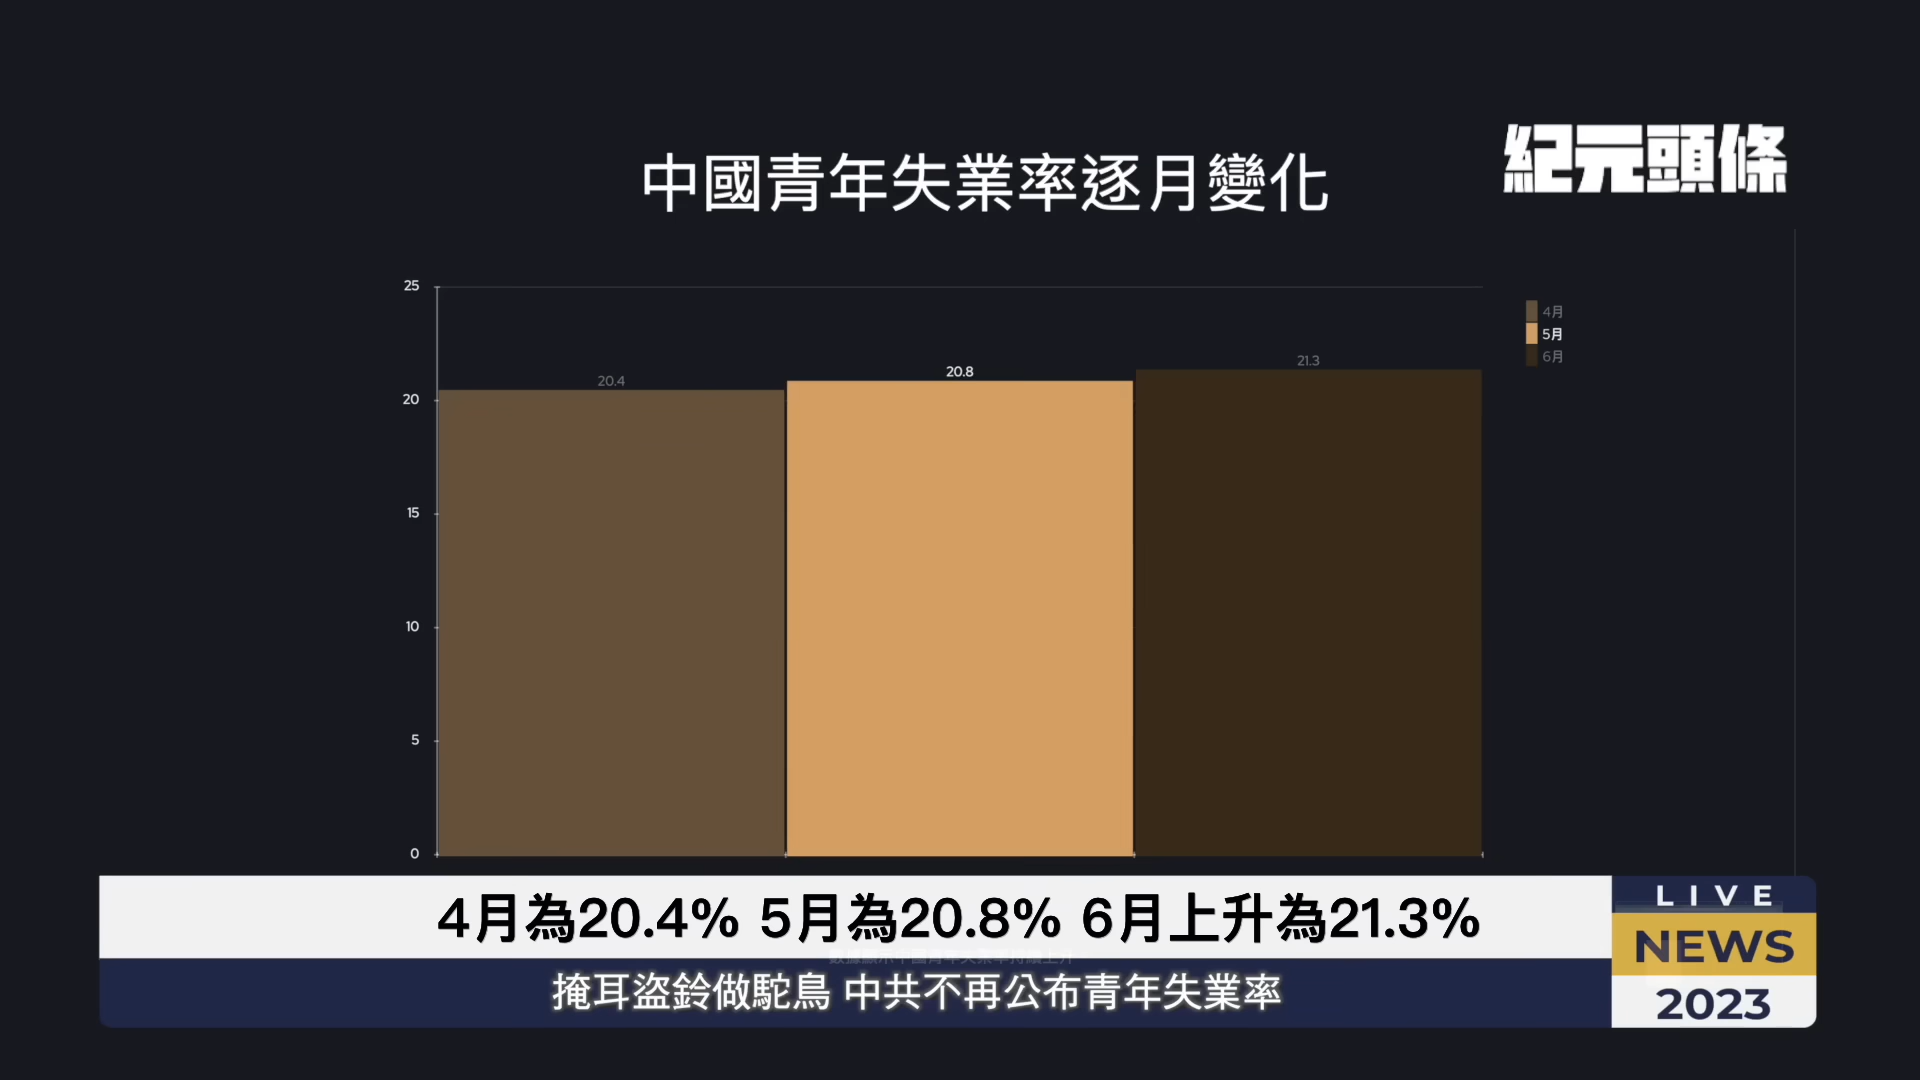 紀元頭條
中國青年失業率逐月變化
25
20
15
10
5
0
20.4
20.8
21.3
4月
5月
6月
4月為20.4% 5月為20.8% 6月上升為21.3%
掩耳盜鈴做駝鳥 中共不再公布青年失業率
LIVE
NEWS
2023